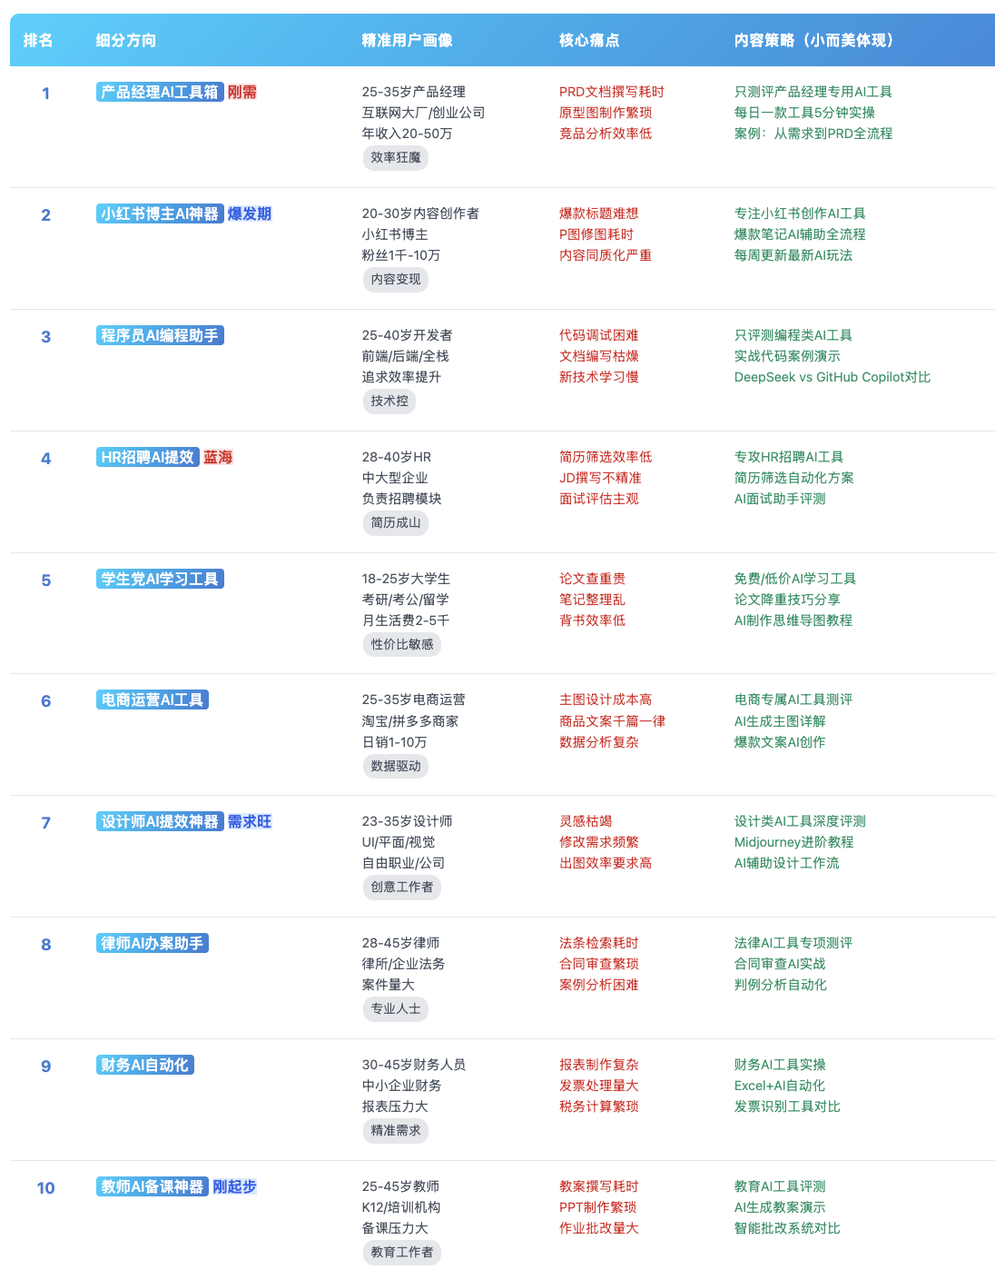 排名 细分方向 精准用户画像 核心痛点 内容策略（小而美体现）
1 产品经理AI工具箱 刚需 25-35岁产品经理 PRD文档撰写耗时 只测评产品经理专用AI工具
互联网大厂/创业公司 原型图制作繁琐 每日一款工具5分钟实操
年收入20-50万 竞品分析效率低 案例：从需求到PRD全流程
效率狂魔
2 小红书博主AI神器 爆发期 20-30岁内容创作者 爆款标题难想 专注小红书创作AI工具
小红书博主 P图修图耗时 爆款笔记AI辅助全流程
粉丝1千-10万 内容同质化严重 每周更新最新AI玩法
内容变现
3 程序员AI编程助手 25-40岁开发者 代码调试困难 只评测编程类AI工具
前端/后端/全栈 文档编写枯燥 实战代码案例演示
追求效率提升 新技术学习慢 DeepSeek vs GitHub Copilot对比
技术控
4 HR招聘AI提效 蓝海 28-40岁HR 简历筛选效率低 专攻HR招聘AI工具
中大型企业 JD撰写不精准 简历筛选自动化方案
负责招聘模块 面试评估主观 AI面试助手评测
简历成山
5 学生党AI学习工具 18-25岁大学生 论文查重贵 免费/低价AI学习工具
考研/考公/留学 笔记整理乱 论文降重技巧分享
月生活费2-5千 背书效率低 AI制作思维导图教程
性价比敏感
6 电商运营AI工具 25-35岁电商运营 主图设计成本高 电商专属AI工具测评
淘宝/拼多多商家 商品文案千篇一律 AI生成主图详解
日销1-10万 数据分析复杂 爆款文案AI创作
数据驱动
7 设计师AI提效神器 需求旺 23-35岁设计师 灵感枯竭 设计类AI工具深度评测
UI/平面/视觉 修改需求频繁 Midjourney进阶教程
自由职业/公司 出图效率要求高 AI辅助设计工作流
创意工作者
8 律师AI办案助手 28-45岁律师 法条检索耗时 法律AI工具专项测评
律所/企业法务 合同审查繁琐 合同审查AI实战
案件量大 案例分析困难 判例分析自动化
专业人士
9 财务AI自动化 30-45岁财务人员 报表制作复杂 财务AI工具实操
中小企业财务 发票处理量大 Excel+AI自动化
报表压力大 税务计算繁琐 发票识别工具对比
精准需求
10 教师AI备课神器 刚起步 25-45岁教师 教案撰写耗时 教育AI工具评测
K12/培训机构 PPT制作繁琐 AI生成教案演示
备课压力大 作业批改量大 智能批改系统对比
教育工作者